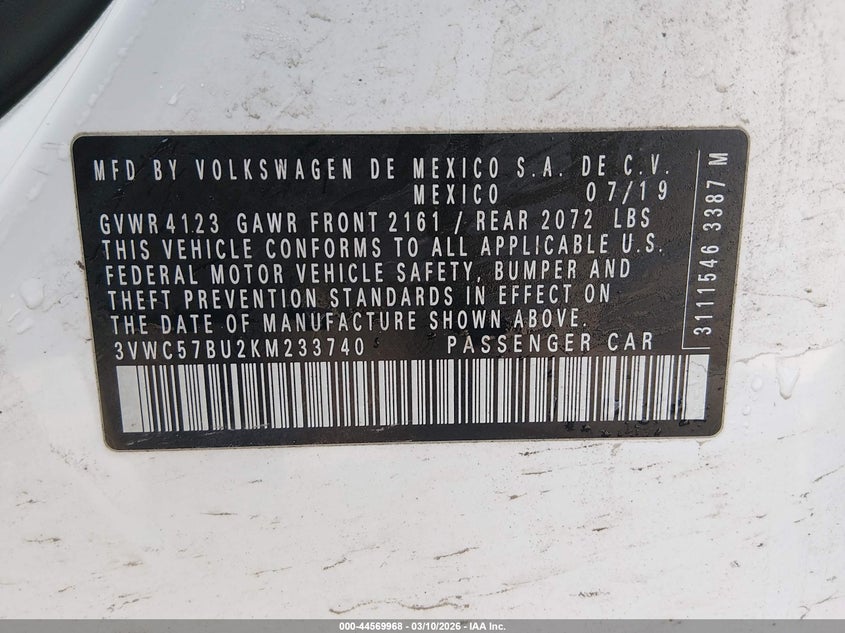 MFD BY VOLKSWAGEN DE MEXICO S.A. DE C.V.
MEXICO 07/19
GVWR 4123 GAWR FRONT 2161 / REAR 2072 LBS
THIS VEHICLE CONFORMS TO ALL APPLICABLE U.S.
FEDERAL MOTOR VEHICLE SAFETY, BUMPER AND
THEFT PREVENTION STANDARDS IN EFFECT ON
THE DATE OF MANUFACTURE SHOWN ABOVE.
3VWC57BU2KM233740 PASSENGER CAR
3111546 3387 M
000-44569968 - 03/10/2026 - IAA Inc.